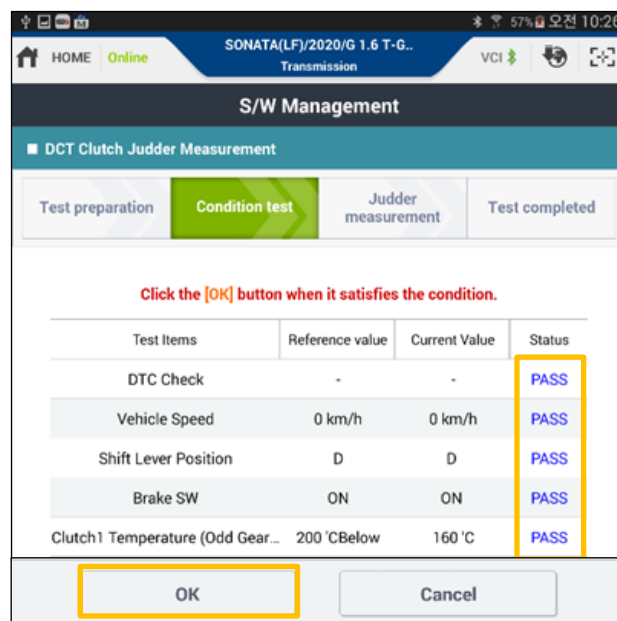 57% 오전 10:26
HOME Online SONATA(LF)/2020/G 1.6 T-G.. VCI
Transmission
S/W Management
DCT Clutch Judder Measurement
Test preparation Condition test Judder measurement Test completed
Click the [OK] button when it satisfies the condition.
Test Items Reference value Current Value Status
DTC Check - - PASS
Vehicle Speed 0 km/h 0 km/h PASS
Shift Lever Position D D PASS
Brake SW ON ON PASS
Clutch1 Temperature (Odd Gear... 200 'CBelow 160 'C PASS
OK Cancel